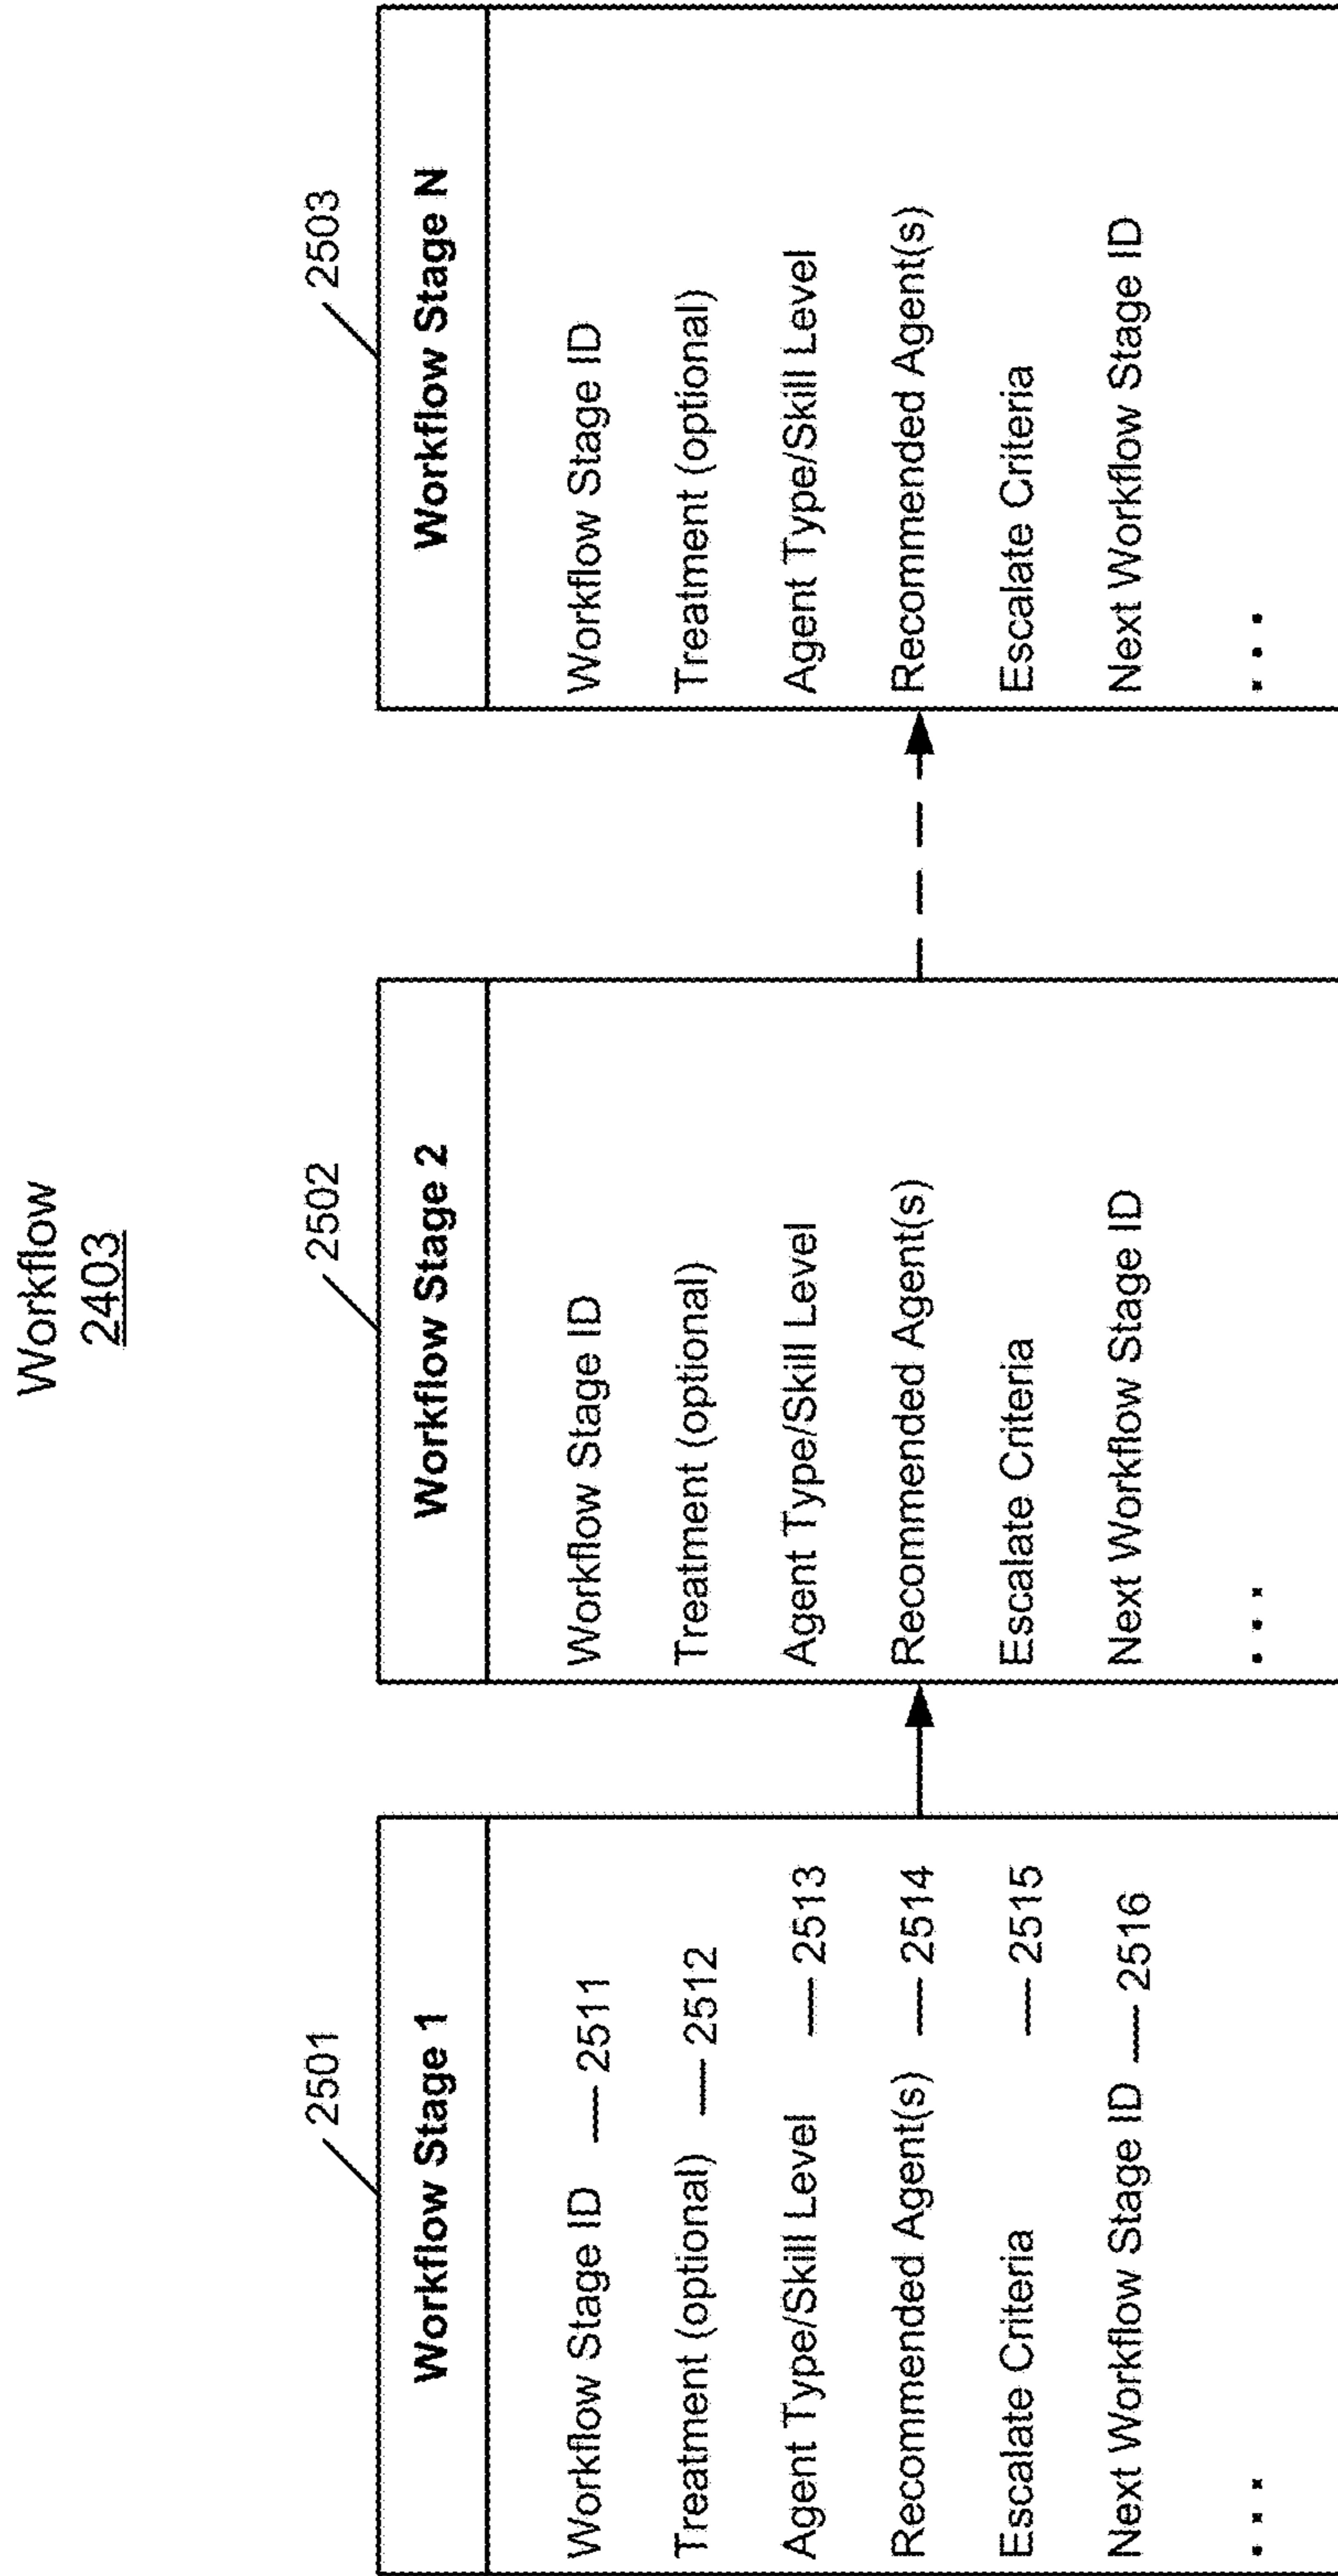 Workflow
2403
2501
Workflow Stage 1
Workflow Stage ID — 2511
Treatment (optional) — 2512
Agent Type/Skill Level — 2513
Recommended Agent(s) — 2514
Escalate Criteria — 2515
Next Workflow Stage ID — 2516
...
2502
Workflow Stage 2
Workflow Stage ID
Treatment (optional)
Agent Type/Skill Level
Recommended Agent(s)
Escalate Criteria
Next Workflow Stage ID
...
2503
Workflow Stage N
Workflow Stage ID
Treatment (optional)
Agent Type/Skill Level
Recommended Agent(s)
Escalate Criteria
Next Workflow Stage ID
...